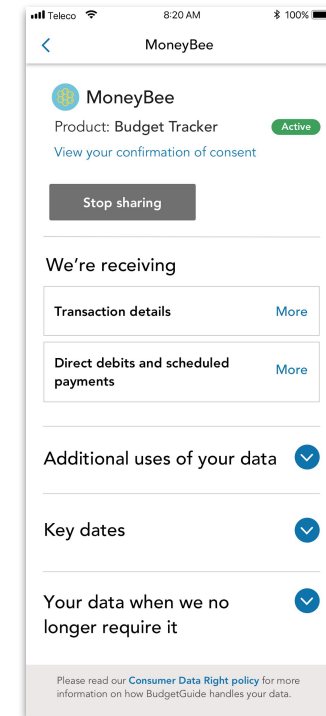 Teleco 8:20 AM 100%
MoneyBee
MoneyBee
Product: Budget Tracker Active
View your confirmation of consent
Stop sharing
We're receiving
Transaction details More
Direct debits and scheduled
payments More
Additional uses of your data
Key dates
Your data when we no
longer require it
Please read our Consumer Data Right policy for more
information on how BudgetGuide handles your data.